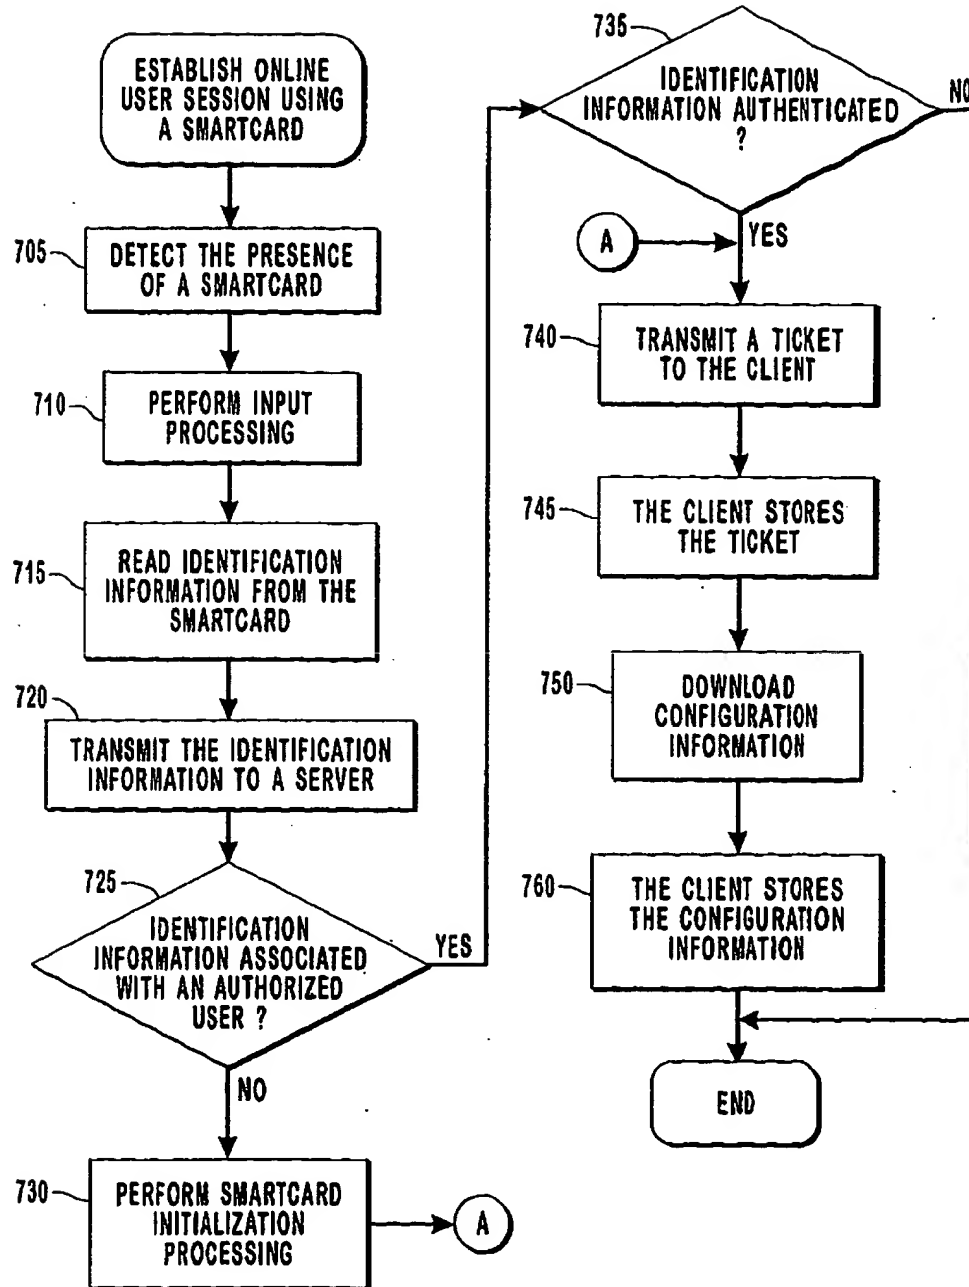 ESTABLISH ONLINE
USER SESSION USING
A SMARTCARD
705
DETECT THE PRESENCE
OF A SMARTCARD
710
PERFORM INPUT
PROCESSING
715
READ IDENTIFICATION
INFORMATION FROM THE
SMARTCARD
720
TRANSMIT THE IDENTIFICATION
INFORMATION TO A SERVER
725
IDENTIFICATION
INFORMATION ASSOCIATED
WITH AN AUTHORIZED
USER ?
YES
NO
730
PERFORM SMARTCARD
INITIALIZATION
PROCESSING
A
735
IDENTIFICATION
INFORMATION AUTHENTICATED
?
NO
YES
A
740
TRANSMIT A TICKET
TO THE CLIENT
745
THE CLIENT STORES
THE TICKET
750
DOWNLOAD
CONFIGURATION
INFORMATION
760
THE CLIENT STORES
THE CONFIGURATION
INFORMATION
END